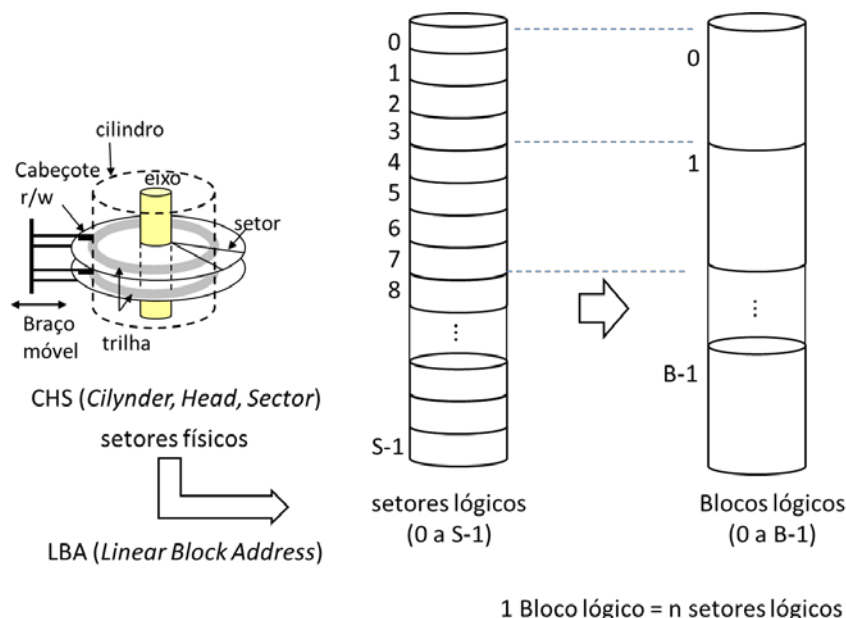 cilindro
Cabeçote
r/w
eixo
setor
Braço
móvel
trilha
CHS (Cilynder, Head, Sector)
setores físicos
LBA (Linear Block Address)
0
1
2
3
4
5
6
7
8
...
S-1
setores lógicos
(0 a S-1)
0
1
...
B-1
Blocos lógicos
(0 a B-1)
1 Bloco lógico = n setores lógicos